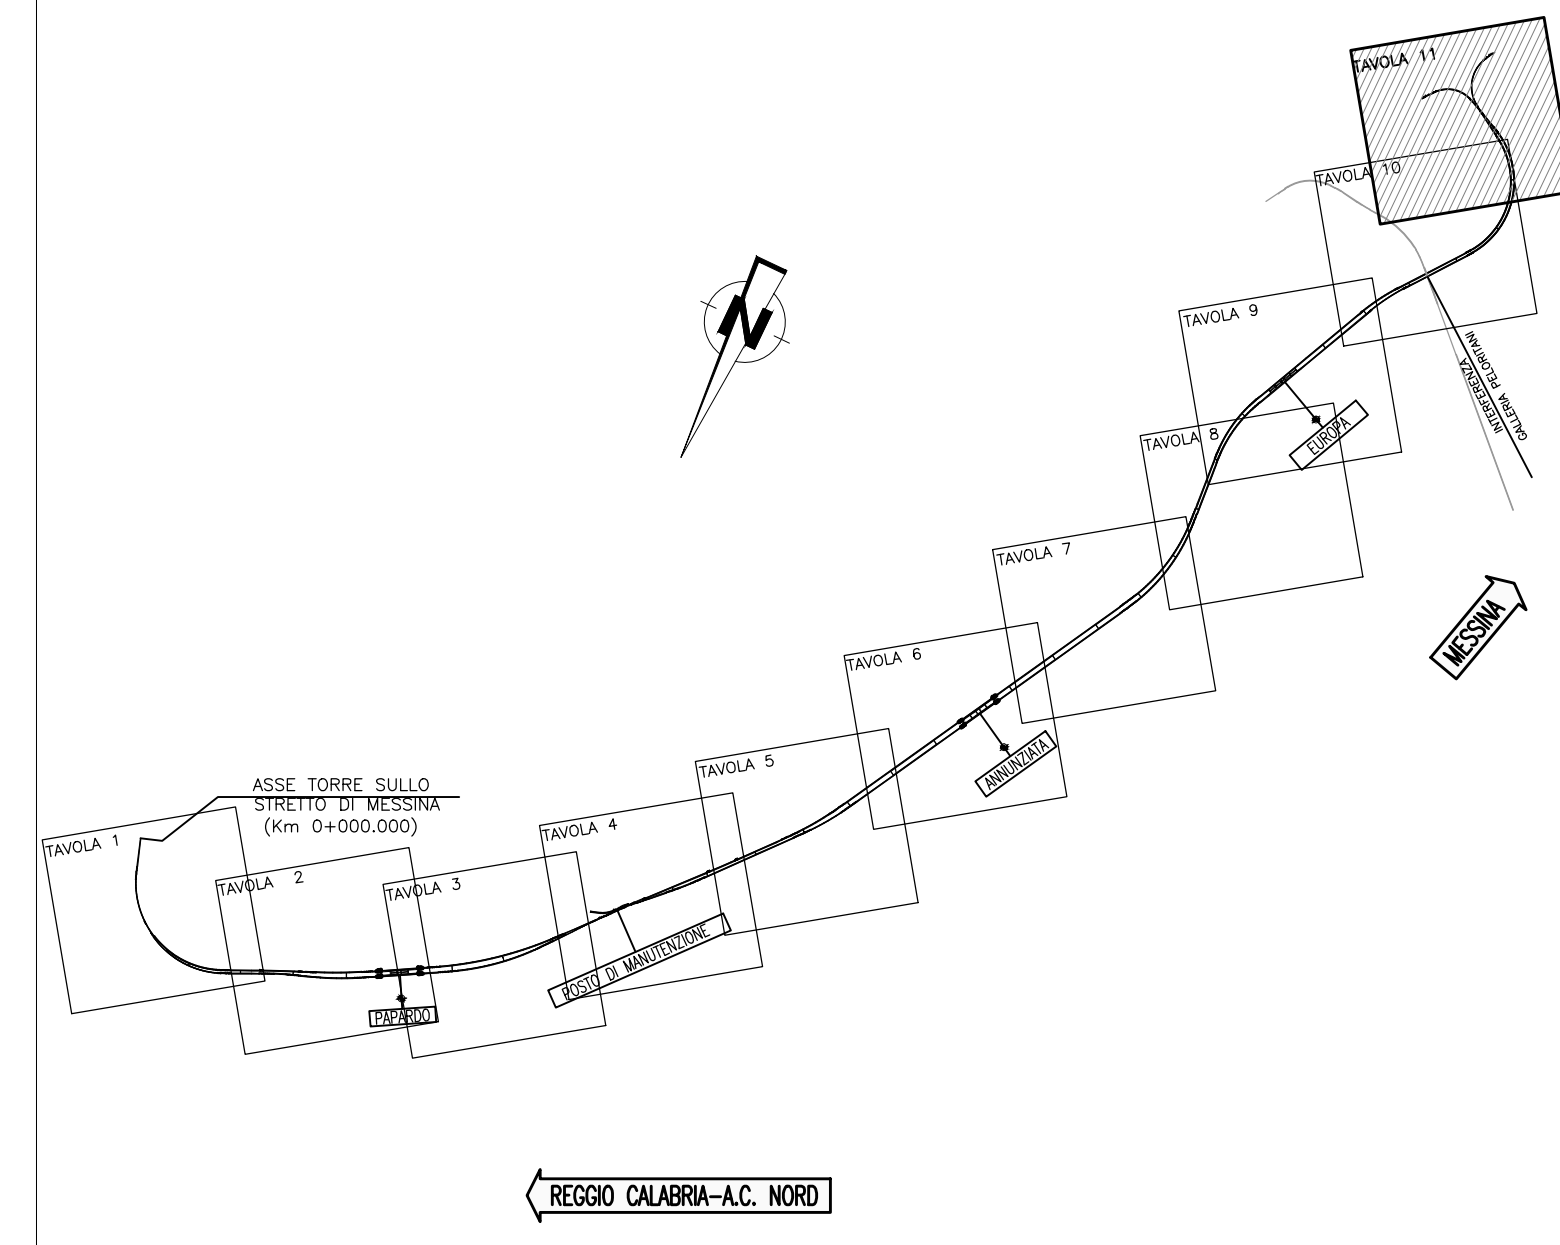 TAVOLA 11
TAVOLA 10
N
TAVOLA 9
INTERFERENZA
GALLERIA PELORITANI
EUROPA
TAVOLA 8
TAVOLA 7
MESSINA
TAVOLA 6
ANNUNZIATA
TAVOLA 5
ASSE TORRE SULLO
STRETTO DI MESSINA
(Km 0+000.000)
TAVOLA 4
TAVOLA 1
TAVOLA 2
TAVOLA 3
POSTO DI MANUTENZIONE
PAPARDO
REGGIO CALABRIA-A.C. NORD